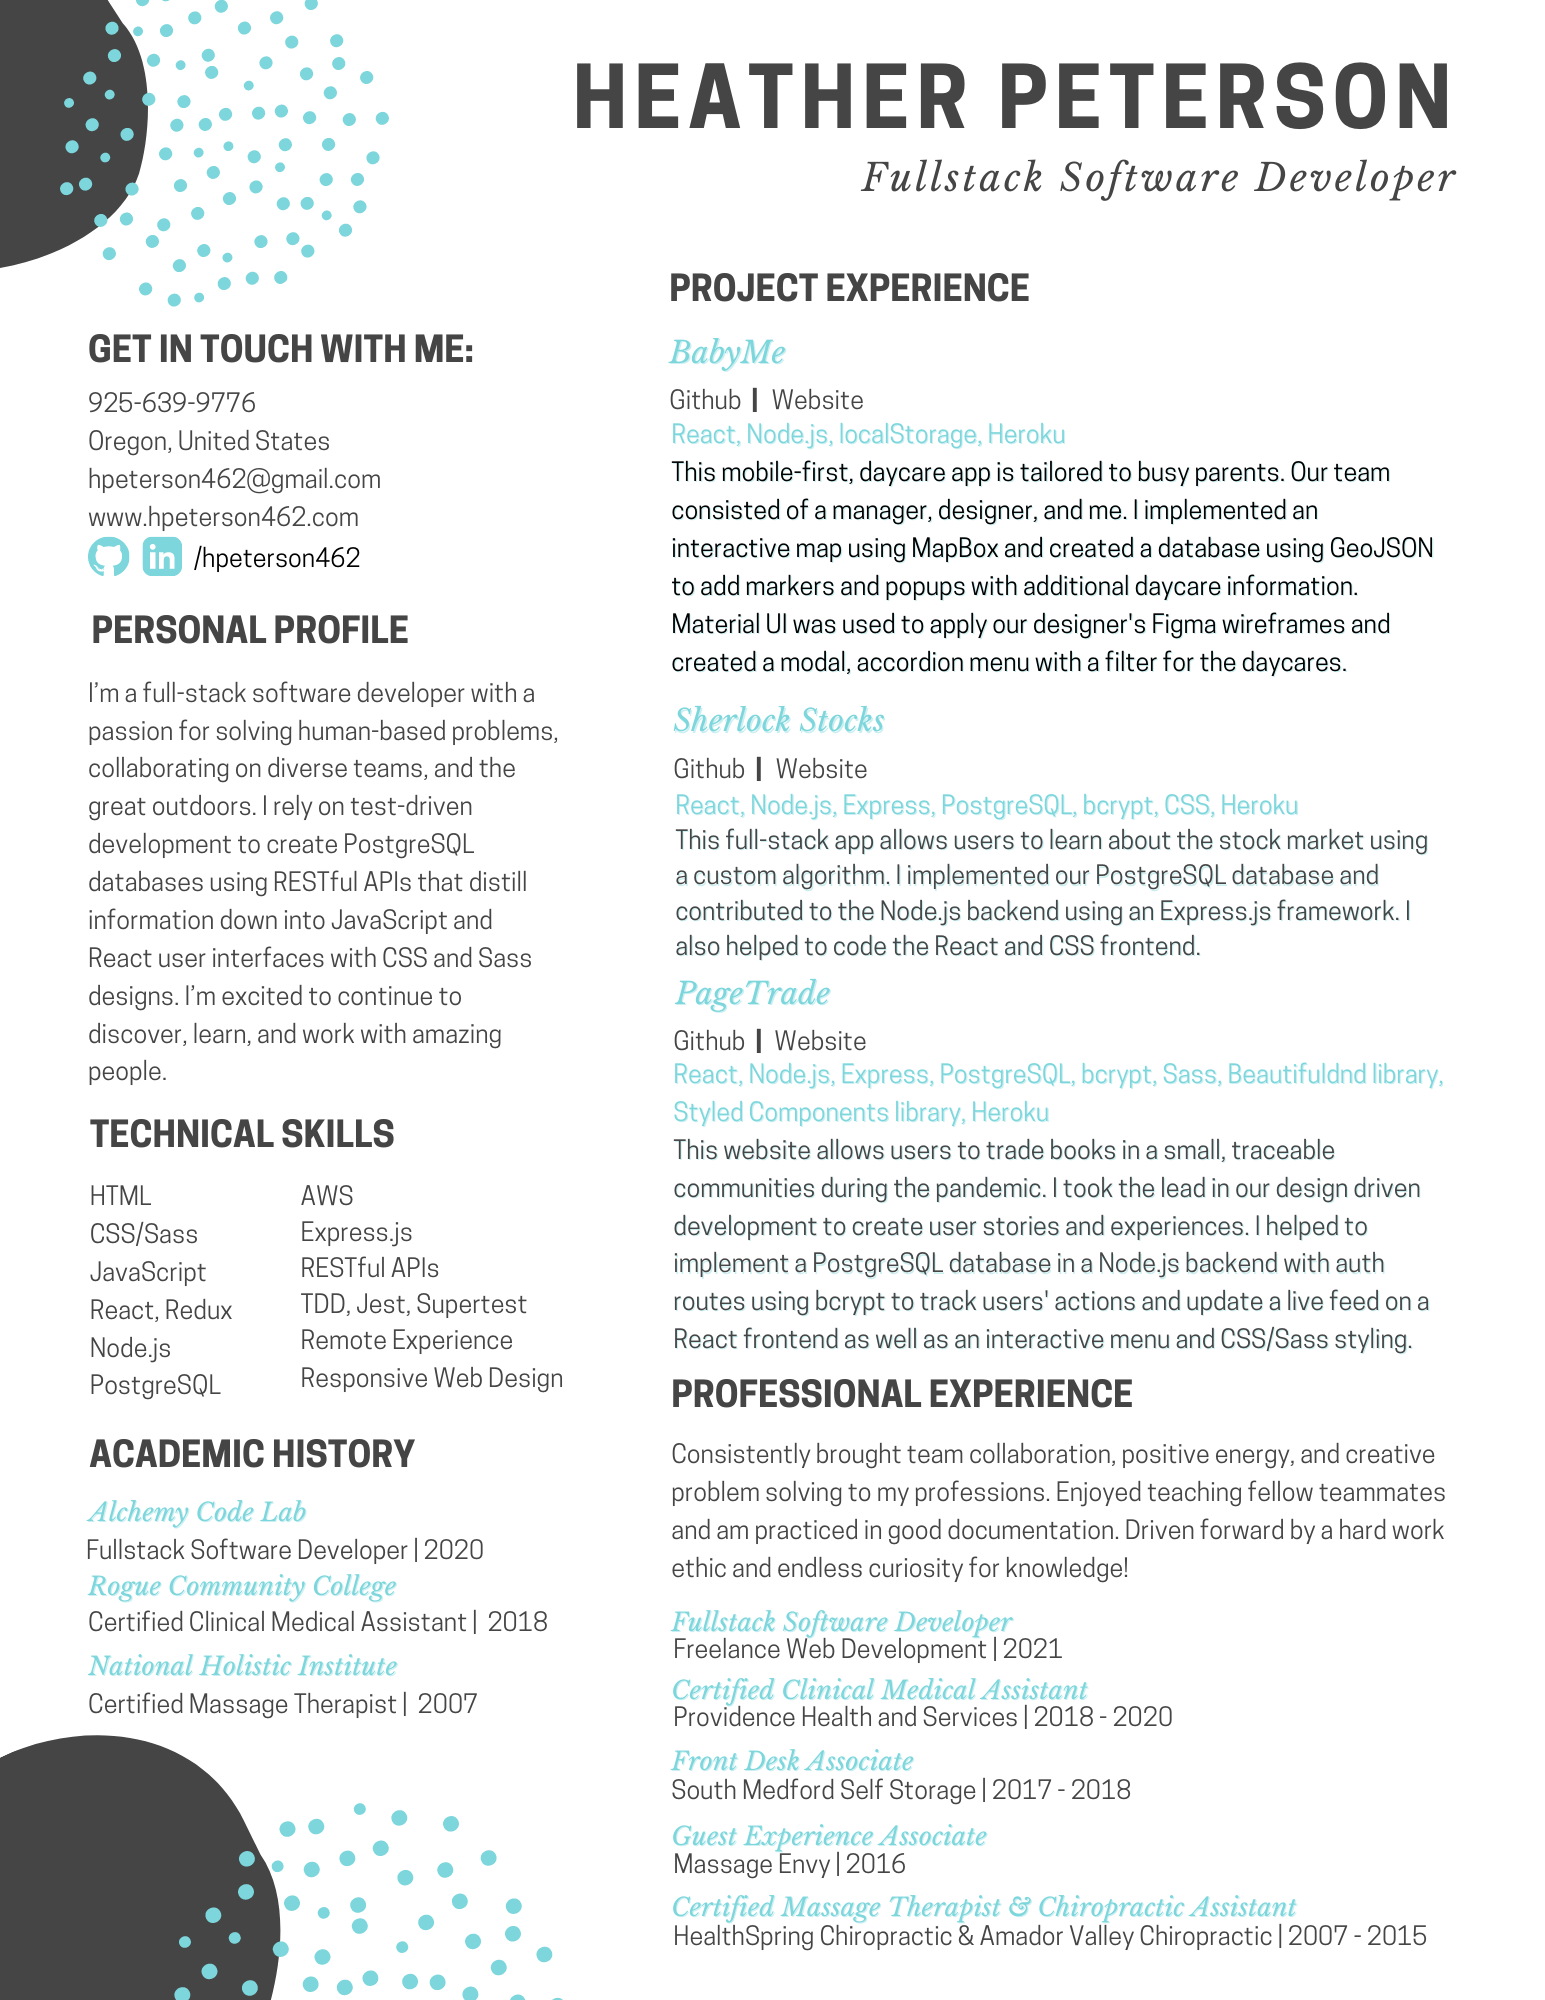 HEATHER PETERSON
Fullstack Software Developer
GET IN TOUCH WITH ME:
925-639-9776
Oregon, United States
hpeterson462@gmail.com
www.hpeterson462.com
in /hpeterson462
PERSONAL PROFILE
I’m a full-stack software developer with a
passion for solving human-based problems,
collaborating on diverse teams, and the
great outdoors. I rely on test-driven
development to create PostgreSQL
databases using RESTful APIs that distill
information down into JavaScript and
React user interfaces with CSS and Sass
designs. I’m excited to continue to
discover, learn, and work with amazing
people.
TECHNICAL SKILLS
HTML
CSS/Sass
JavaScript
React, Redux
Node.js
PostgreSQL
AWS
Express.js
RESTful APIs
TDD, Jest, Supertest
Remote Experience
Responsive Web Design
ACADEMIC HISTORY
Alchemy Code Lab
Fullstack Software Developer | 2020
Rogue Community College
Certified Clinical Medical Assistant | 2018
National Holistic Institute
Certified Massage Therapist | 2007
PROJECT EXPERIENCE
BabyMe
Github | Website
React, Node.js, localStorage, Heroku
This mobile-first, daycare app is tailored to busy parents. Our team
consisted of a manager, designer, and me. I implemented an
interactive map using MapBox and created a database using GeoJSON
to add markers and popups with additional daycare information.
Material UI was used to apply our designer's Figma wireframes and
created a modal, accordion menu with a filter for the daycares.
Sherlock Stocks
Github | Website
React, Node.js, Express, PostgreSQL, bcrypt, CSS, Heroku
This full-stack app allows users to learn about the stock market using
a custom algorithm. I implemented our PostgreSQL database and
contributed to the Node.js backend using an Express.js framework. I
also helped to code the React and CSS frontend.
PageTrade
Github | Website
React, Node.js, Express, PostgreSQL, bcrypt, Sass, Beautifuldnd library,
Styled Components library, Heroku
This website allows users to trade books in a small, traceable
communities during the pandemic. I took the lead in our design driven
development to create user stories and experiences. I helped to
implement a PostgreSQL database in a Node.js backend with auth
routes using bcrypt to track users' actions and update a live feed on a
React frontend as well as an interactive menu and CSS/Sass styling.
PROFESSIONAL EXPERIENCE
Consistently brought team collaboration, positive energy, and creative
problem solving to my professions. Enjoyed teaching fellow teammates
and am practiced in good documentation. Driven forward by a hard work
ethic and endless curiosity for knowledge!
Fullstack Software Developer
Freelance Web Development | 2021
Certified Clinical Medical Assistant
Providence Health and Services | 2018 - 2020
Front Desk Associate
South Medford Self Storage | 2017 - 2018
Guest Experience Associate
Massage Envy | 2016
Certified Massage Therapist & Chiropractic Assistant
HealthSpring Chiropractic & Amador Valley Chiropractic | 2007 - 2015